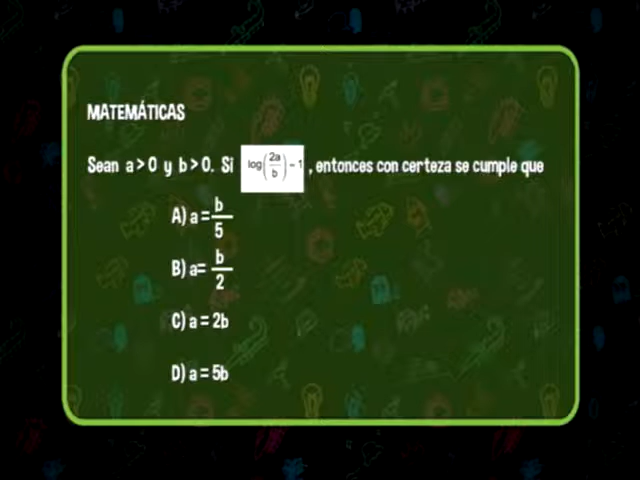 MATEMÁTICAS
Sean a > 0 y b > 0. Si log(2a/b) = 1, entonces con certeza se cumple que
A) a = b/5
B) a = b/2
C) a = 2b
D) a = 5b